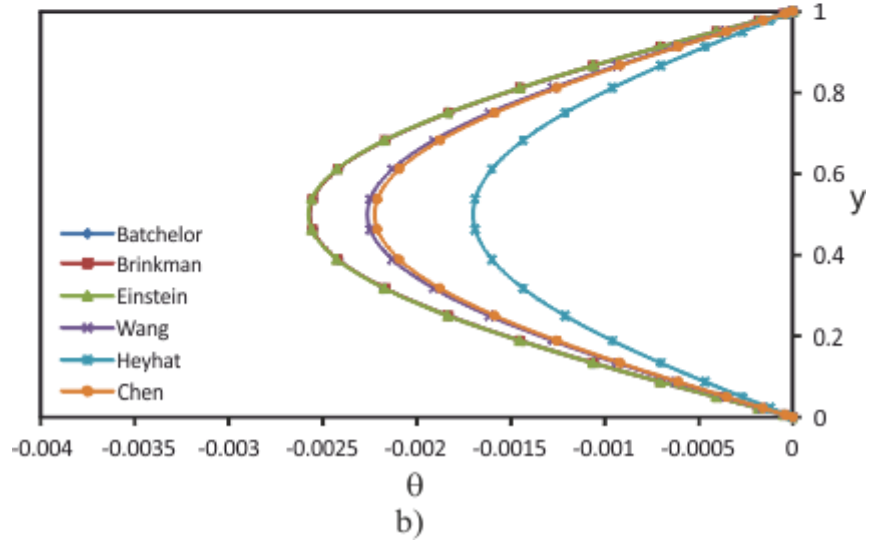 1
0.8
0.6
y
0.4
0.2
0
Batchelor
Brinkman
Einstein
Wang
Heyhat
Chen
-0.004 -0.0035 -0.003 -0.0025 -0.002 -0.0015 -0.001 -0.0005 0
θ
b)